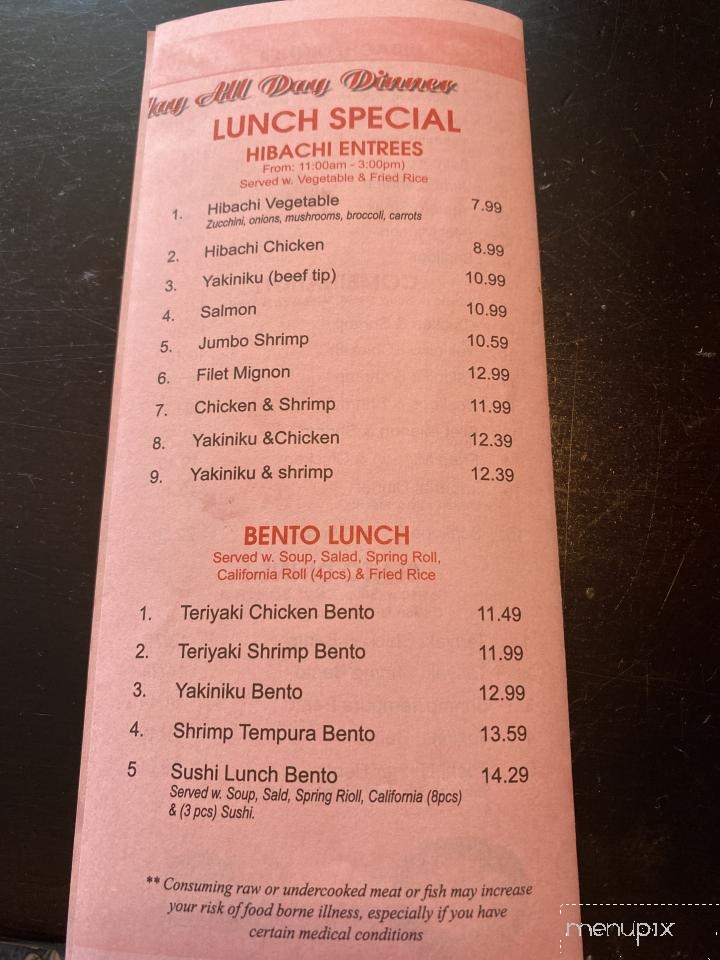 All Day Dinner
LUNCH SPECIAL
HIBACHI ENTREES
From: 11:00am - 3:00pm)
Served w. Vegetable & Fried Rice
1. Hibachi Vegetable 7.99
Zucchini, onions, mushrooms, broccoli, carrots
2. Hibachi Chicken 8.99
3. Yakiniku (beef tip) 10.99
4. Salmon 10.99
5. Jumbo Shrimp 10.59
6. Filet Mignon 12.99
7. Chicken & Shrimp 11.99
8. Yakiniku &Chicken 12.39
9. Yakiniku & shrimp 12.39
BENTO LUNCH
Served w. Soup, Salad, Spring Roll,
California Roll (4pcs) & Fried Rice
1. Teriyaki Chicken Bento 11.49
2. Teriyaki Shrimp Bento 11.99
3. Yakiniku Bento 12.99
4. Shrimp Tempura Bento 13.59
5 Sushi Lunch Bento 14.29
Served w. Soup, Sald, Spring Rioll, California (8pcs)
& (3 pcs) Sushi.
** Consuming raw or undercooked meat or fish may increase
your risk of food borne illness, especially if you have
certain medical conditions
menupix